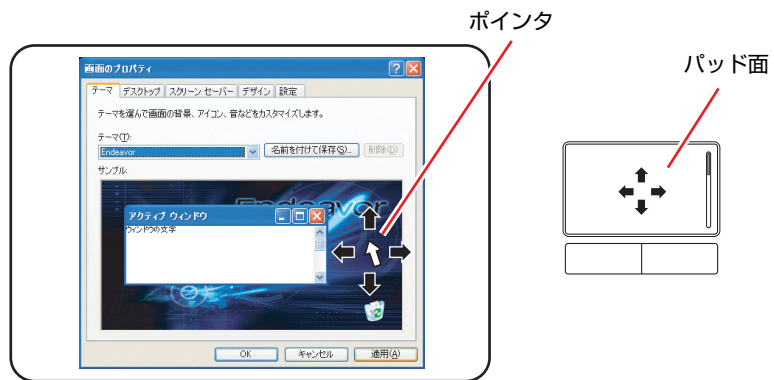 ポインタ
パッド面
画面のプロパティ
テーマ デスクトップ スクリーン セーバー デザイン 設定
テーマを選んで画面の背景、アイコン、音などをカスタマイズします。
テーマ(T):
Endeavor 名前を付けて保存(S)... 削除(D)
サンプル:
Endeavor
アクティブ ウィンドウ
ウィンドウの文字
OK キャンセル 適用(A)